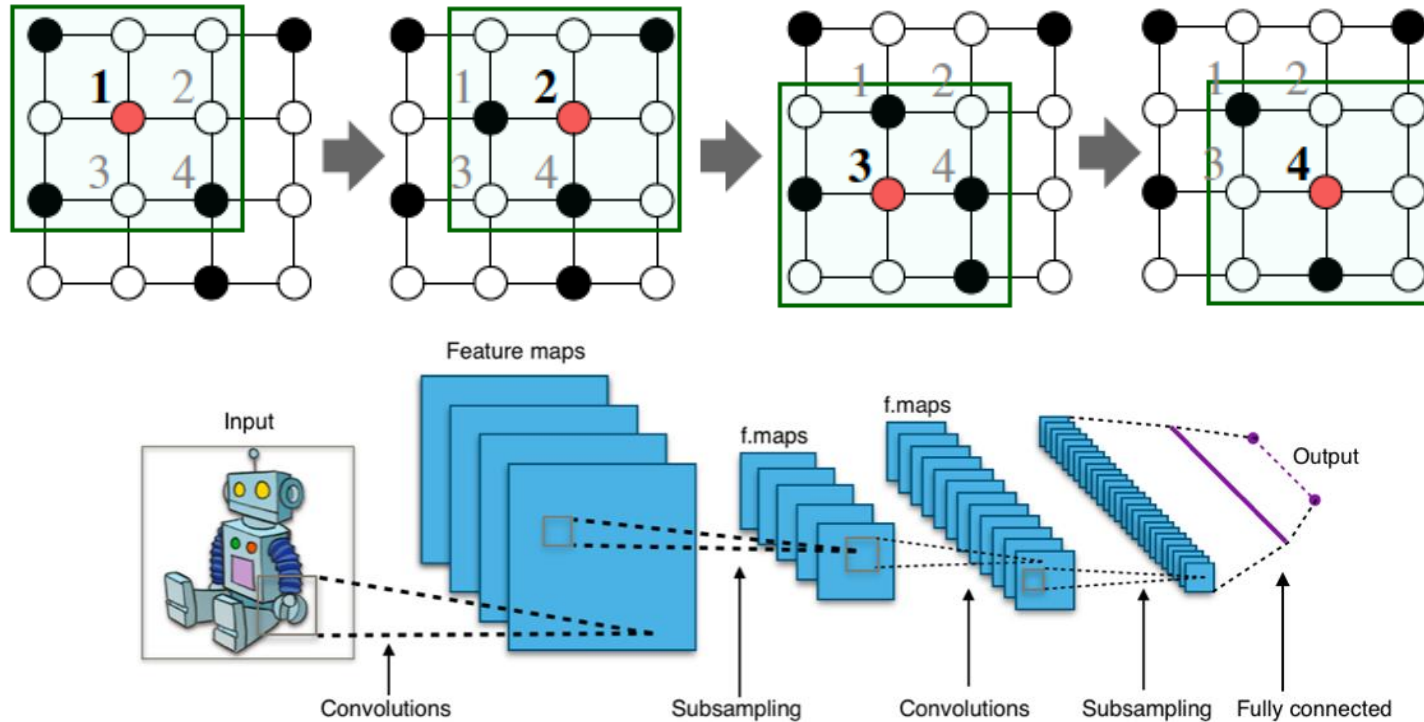 1 2
3 4
1 2
3 4
1 2
3 4
1 2
3 4
Feature maps
Input
f.maps
f.maps
Output
Convolutions
Subsampling
Convolutions
Subsampling
Fully connected